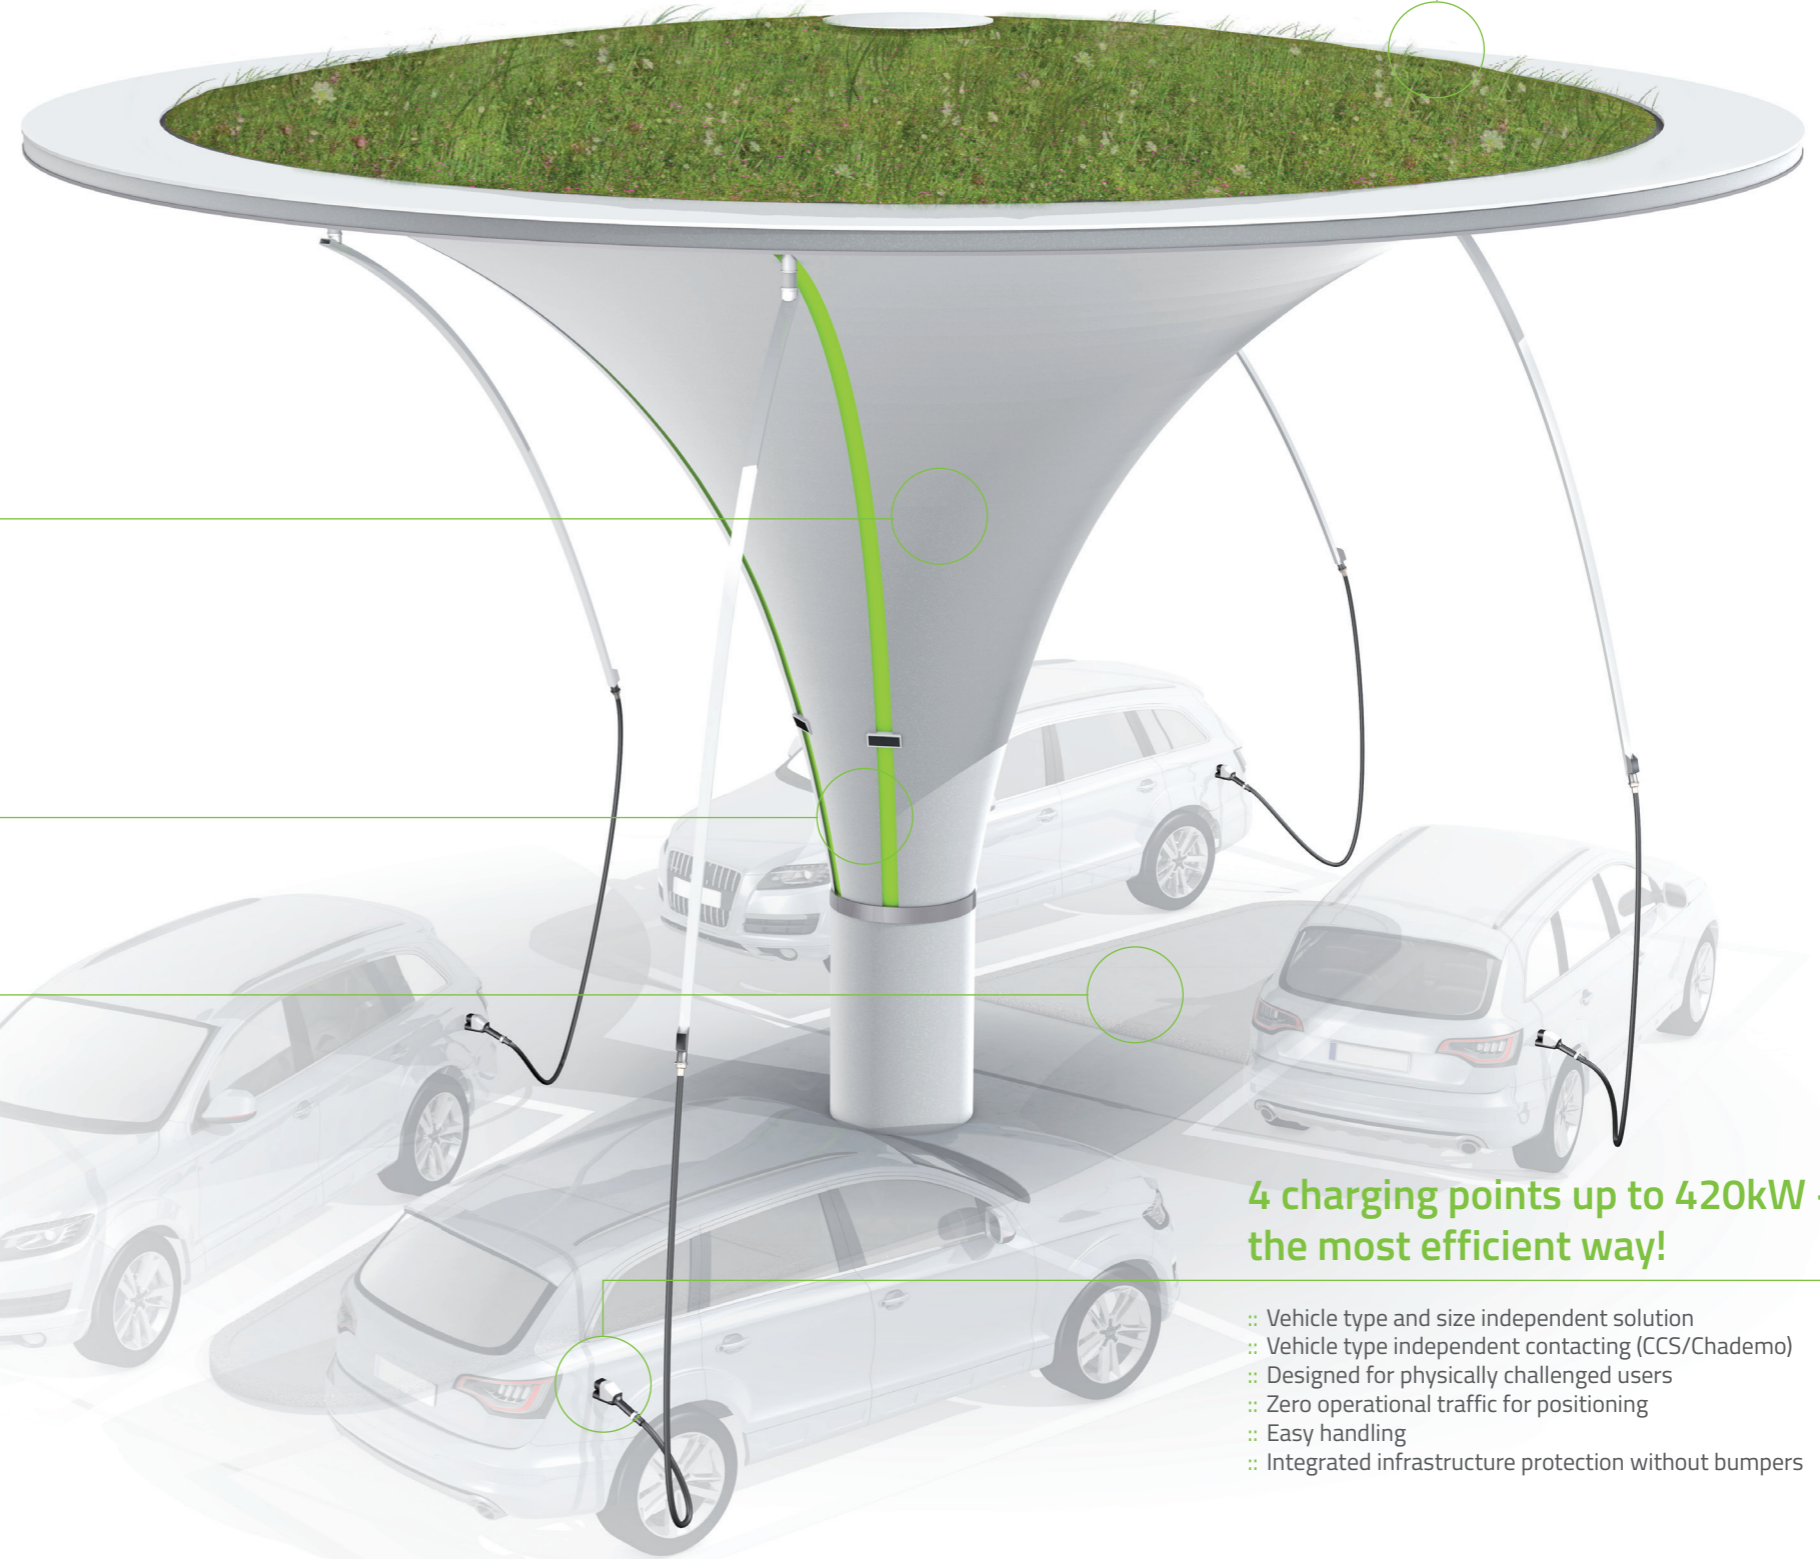 4 charging points up to 420kW -
the most efficient way!
:: Vehicle type and size independent solution
:: Vehicle type independent contacting (CCS/Chademo)
:: Designed for physically challenged users
:: Zero operational traffic for positioning
:: Easy handling
:: Integrated infrastructure protection without bumpers